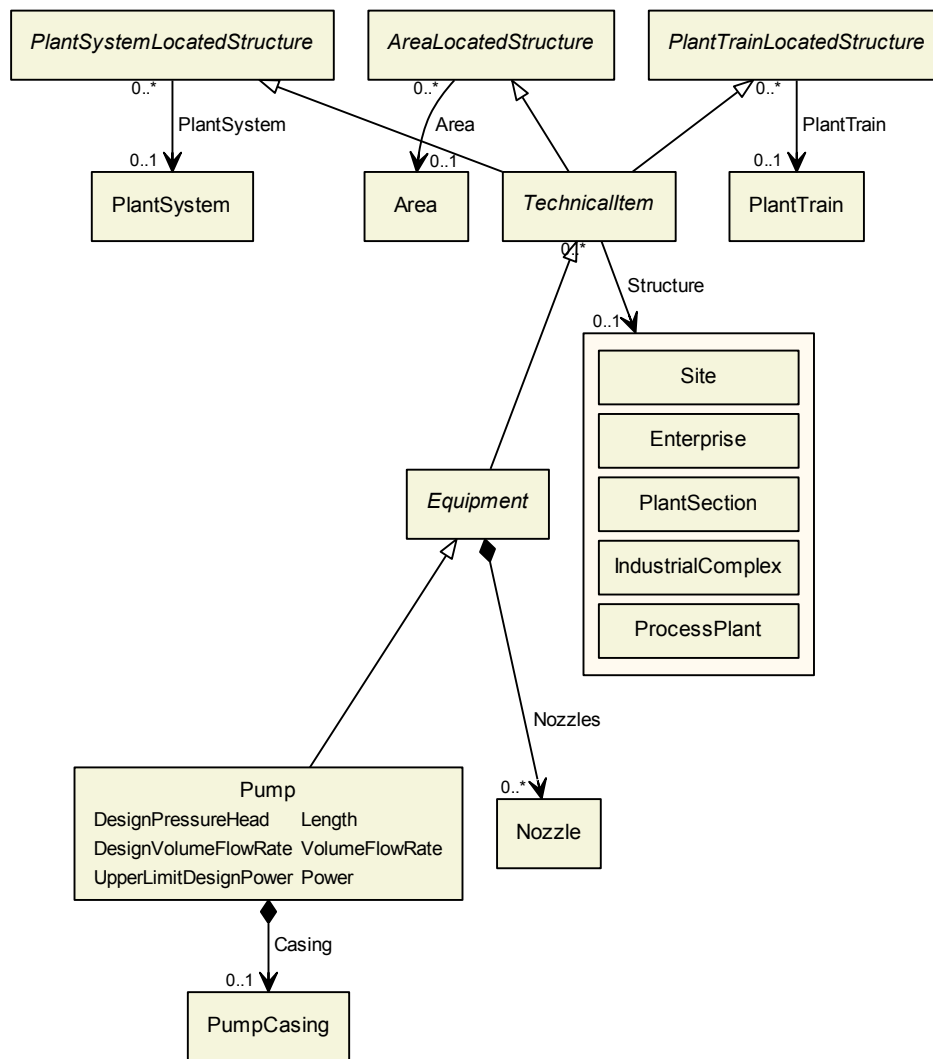 PlantSystemLocatedStructure
AreaLocatedStructure
PlantTrainLocatedStructure
0..*
0..*
0..*
PlantSystem
Area
PlantTrain
0..1
0..1
0..1
PlantSystem
Area
TechnicalItem
PlantTrain
0..*
Structure
0..1
Site
Enterprise
PlantSection
IndustrialComplex
ProcessPlant
Equipment
Nozzles
0..*
Nozzle
Pump
DesignPressureHead Length
DesignVolumeFlowRate VolumeFlowRate
UpperLimitDesignPower Power
Casing
0..1
PumpCasing